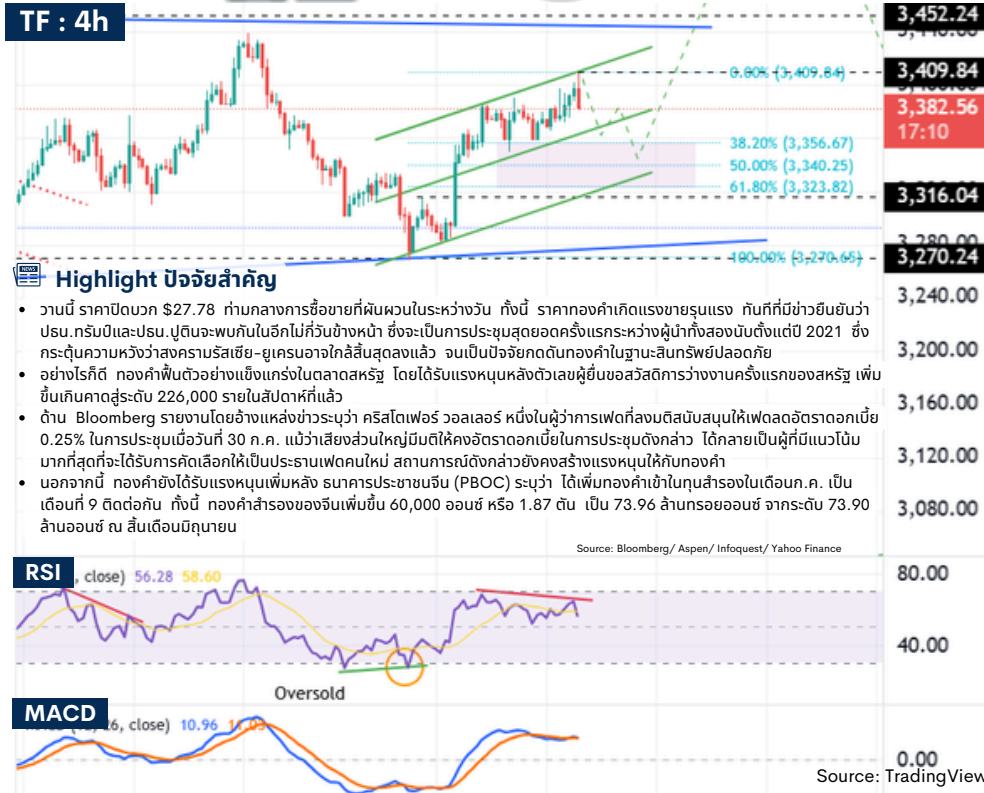 TF : 4h
3,452.24
3,409.84
0.00% (3,409.84)
3,382.56
17:10
38.20% (3,356.67)
50.00% (3,340.25)
61.80% (3,323.82)
3,316.04
3,280.00
100.00% (3,270.65)
3,270.24
3,240.00
3,200.00
3,160.00
3,120.00
3,080.00
NEWS
Highlight ปัจจัยสำคัญ
• วานนี้ ราคาปิดบวก $27.78 ท่ามกลางการซื้อขายที่ผันผวนในระหว่างวัน ทั้งนี้ ราคาทองคำเกิดแรงขายรุนแรง ทันทีที่มีข่าวยืนยันว่า
ปธน.ทรัมป์และปธน.ปูตินจะพบกันในอีกไม่กี่วันข้างหน้า ซึ่งจะเป็นการประชุมสุดยอดครั้งแรกระหว่างผู้นำทั้งสองนับตั้งแต่ปี 2021 ซึ่ง
กระตุ้นความหวังว่าสงครามรัสเซีย-ยูเครนอาจใกล้สิ้นสุดลงแล้ว จนเป็นปัจจัยกดดันทองคำในฐานะสินทรัพย์ปลอดภัย
• อย่างไรก็ดี ทองคำฟื้นตัวอย่างแข็งแกร่งในตลาดสหรัฐ โดยได้รับแรงหนุนหลังตัวเลขผู้ยื่นขอสวัสดิการว่างงานครั้งแรกของสหรัฐ เพิ่ม
ขึ้นเกินคาดสู่ระดับ 226,000 รายในสัปดาห์ที่แล้ว
• ด้าน Bloomberg รายงานโดยอ้างแหล่งข่าวระบุว่า คริสโตเฟอร์ วอลเลอร์ หนึ่งในผู้ว่าการเฟดที่ลงมติสนับสนุนให้เฟดลดอัตราดอกเบี้ย
0.25% ในการประชุมเมื่อวันที่ 30 ก.ค. แม้ว่าเสียงส่วนใหญ่มีมติให้คงอัตราดอกเบี้ยในการประชุมดังกล่าว ได้กลายเป็นผู้ที่มีแนวโน้ม
มากที่สุดที่จะได้รับการคัดเลือกให้เป็นประธานเฟดคนใหม่ สถานการณ์ดังกล่าวยังคงสร้างแรงหนุนให้กับทองคำ
• นอกจากนี้ ทองคำยังได้รับแรงหนุนเพิ่มหลัง ธนาคารประชาชนจีน (PBOC) ระบุว่า ได้เพิ่มทองคำเข้าในทุนสำรองในเดือนก.ค. เป็น
เดือนที่ 9 ติดต่อกัน ทั้งนี้ ทองคำสำรองของจีนเพิ่มขึ้น 60,000 ออนซ์ หรือ 1.87 ตัน เป็น 73.96 ล้านทรอยออนซ์ จากระดับ 73.90
ล้านออนซ์ ณ สิ้นเดือนมิถุนายน
Source: Bloomberg/ Aspen/ Infoquest/ Yahoo Finance
RSI
, close) 56.28 58.60
80.00
40.00
Oversold
MACD
26, close) 10.96
0.00
Source: TradingView